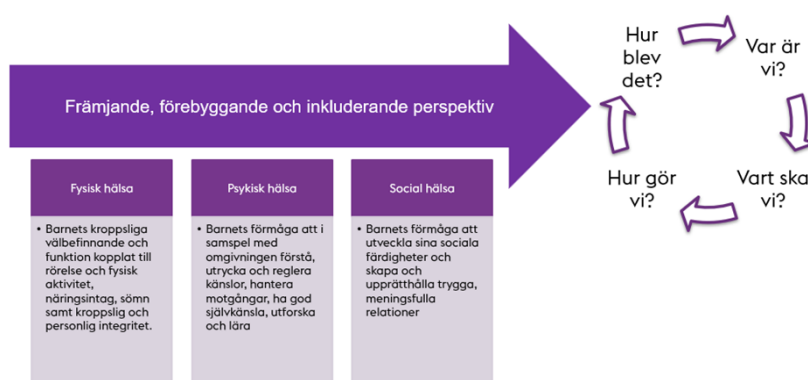 Främjande, förebyggande och inkluderande perspektiv
Fysisk hälsa
• Barnets kroppsliga
välbefinnande och
funktion kopplat till
rörelse och fysisk
aktivitet,
näringsintag, sömn
samt kroppslig och
personlig integritet.
Psykisk hälsa
• Barnets förmåga att i
samspel med
omgivningen förstå,
utrycka och reglera
känslor, hantera
motgångar, ha god
självkänsla, utforska
och lära
Social hälsa
• Barnets förmåga att
utveckla sina sociala
färdigheter och
skapa och
upprätthålla trygga,
meningsfulla
relationer
Hur
blev
det?
Var är
vi?
Vart ska
vi?
Hur gör
vi?